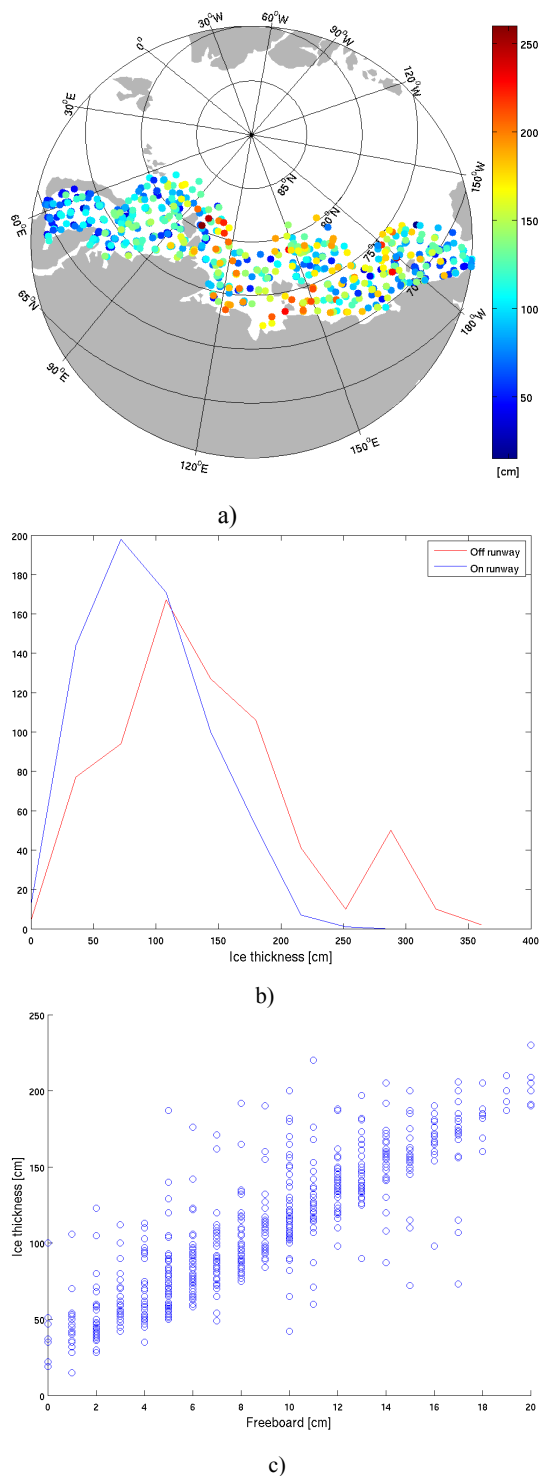 30°W
60°W
90°W
0°
120°W
30°E
150°W
85°N
80°N
75°
70°
60°E
65°N
180°W
90°E
150°E
120°E
250
200
150
100
50
[cm]
a)
200
180
160
140
120
100
80
60
40
20
0
Off runway
On runway
0 50 100 150 200 250 300 350 400
Ice thickness [cm]
b)
250
200
150
100
50
0
Ice thickness [cm]
0 2 4 6 8 10 12 14 16 18 20
Freeboard [cm]
c)